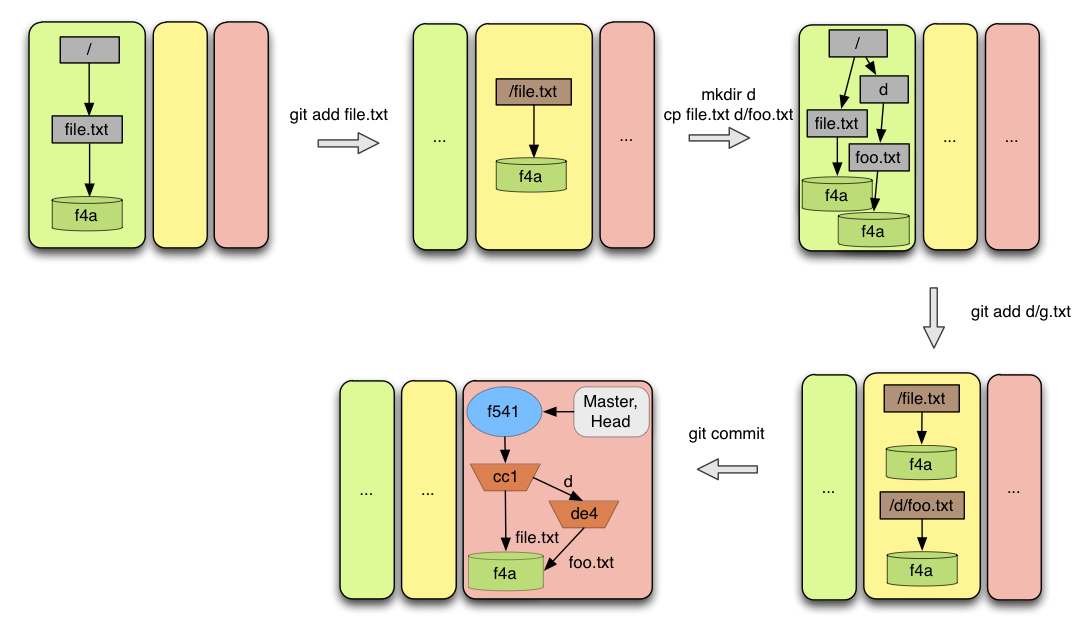 /
file.txt
f4a
git add file.txt
...
/file.txt
f4a
...
mkdir d
cp file.txt d/foo.txt
/
d
file.txt
foo.txt
f4a
f4a
...
...
git add d/g.txt
...
/file.txt
f4a
/d/foo.txt
f4a
...
git commit
...
...
f541
Master,
Head
cc1
d
de4
file.txt
foo.txt
f4a